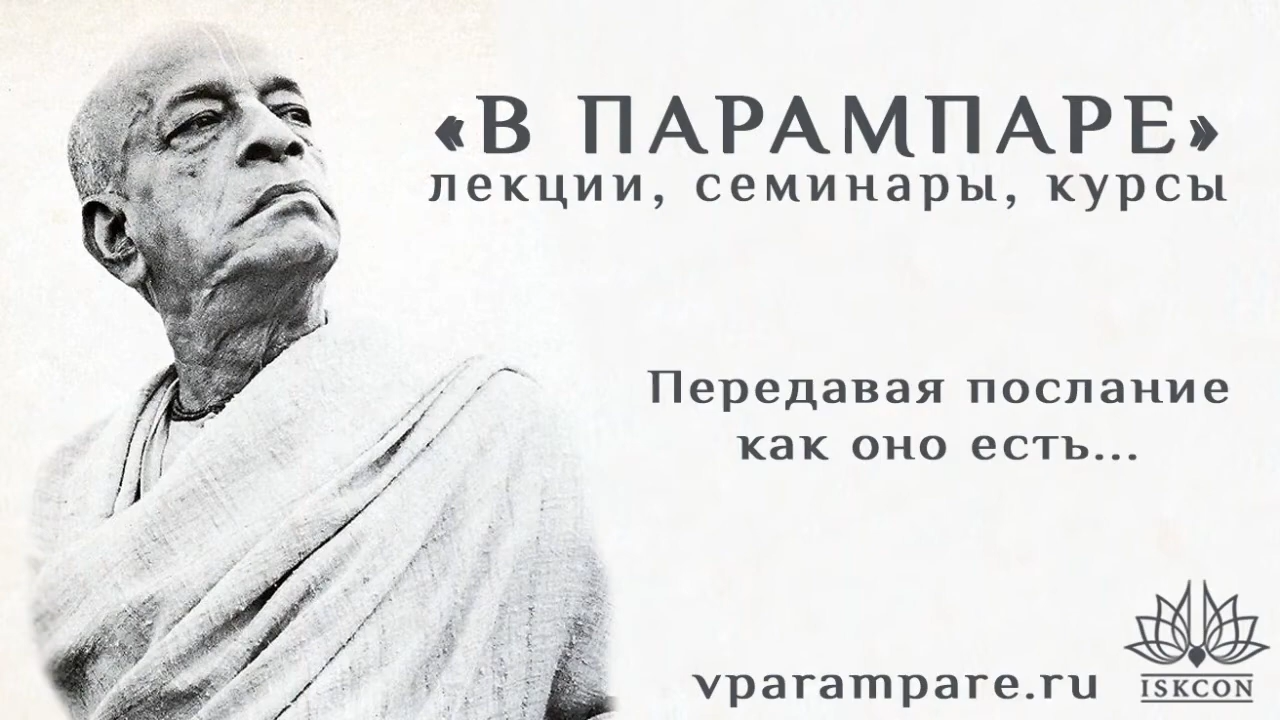 «В ПАРАМПАРЕ»
лекции, семинары, курсы
Передавая послание
как оно есть...
vparampare.ru
ISKCON